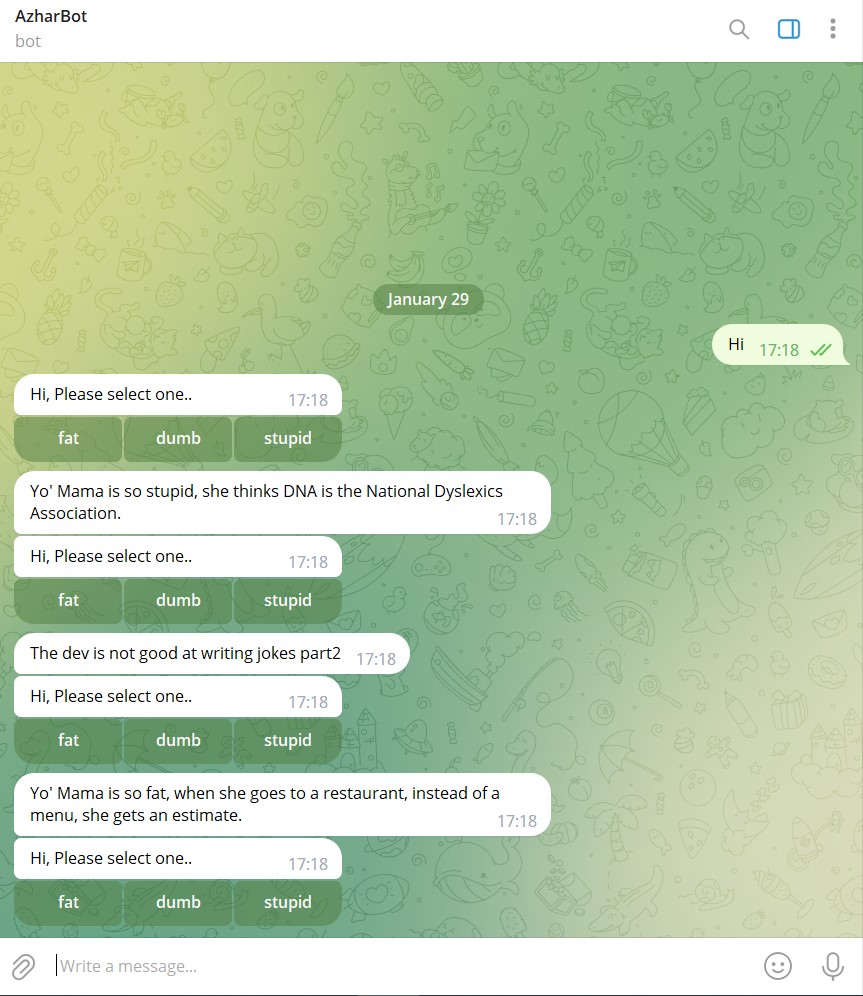 AzharBot
bot
January 29
Hi 17:18
Hi, Please select one.. 17:18
fat dumb stupid
Yo' Mama is so stupid, she thinks DNA is the National Dyslexics
Association. 17:18
Hi, Please select one.. 17:18
fat dumb stupid
The dev is not good at writing jokes part2 17:18
Hi, Please select one.. 17:18
fat dumb stupid
Yo' Mama is so fat, when she goes to a restaurant, instead of a
menu, she gets an estimate. 17:18
Hi, Please select one.. 17:18
fat dumb stupid
Write a message...